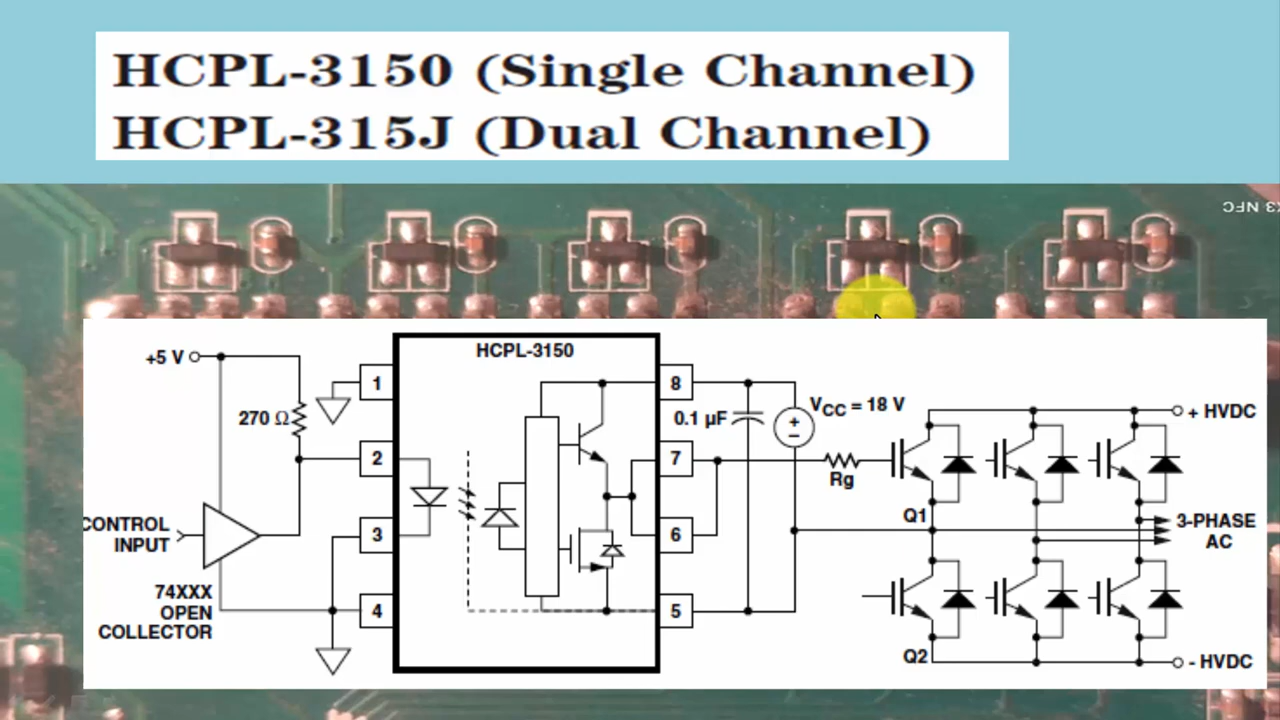 HCPL-3150 (Single Channel)
HCPL-315J (Dual Channel)
X3 NFC
HCPL-3150
+5 V
270 Ω
1
2
3
4
8
7
6
5
0.1 µF
VCC = 18 V
+
−
Rg
+ HVDC
Q1
3-PHASE
AC
CONTROL
INPUT
74XXX
OPEN
COLLECTOR
Q2
- HVDC